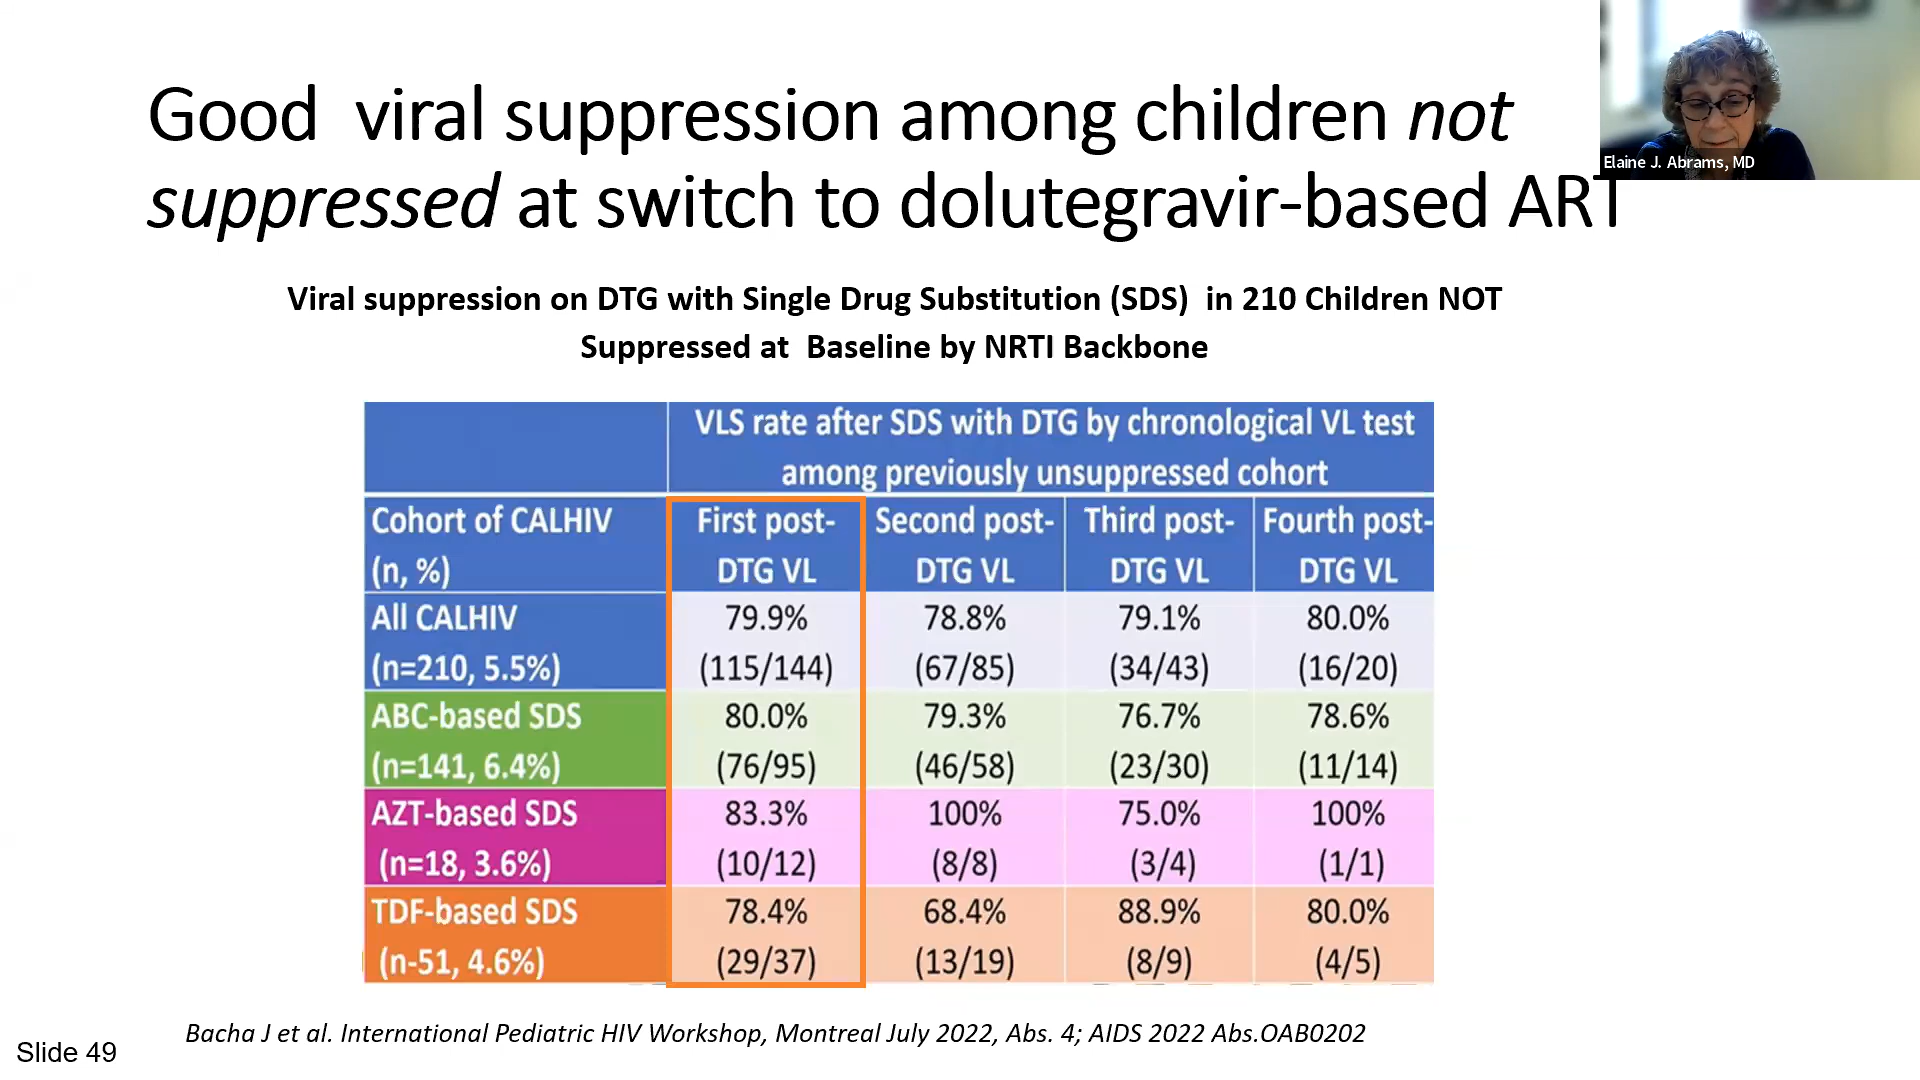 Good  viral suppression among children not
suppressed at switch to dolutegravir-based ART
Elaine J. Abrams, MD
Viral suppression on DTG with Single Drug Substitution (SDS)  in 210 Children NOT
Suppressed at  Baseline by NRTI Backbone
VLS rate after SDS with DTG by chronological VL test
among previously unsuppressed cohort
Cohort of CALHIV
(n, %)
First post-
DTG VL
Second post-
DTG VL
Third post-
DTG VL
Fourth post-
DTG VL
All CALHIV
(n=210, 5.5%)
79.9%
(115/144)
78.8%
(67/85)
79.1%
(34/43)
80.0%
(16/20)
ABC-based SDS
(n=141, 6.4%)
80.0%
(76/95)
79.3%
(46/58)
76.7%
(23/30)
78.6%
(11/14)
AZT-based SDS
(n=18, 3.6%)
83.3%
(10/12)
100%
(8/8)
75.0%
(3/4)
100%
(1/1)
TDF-based SDS
(n-51, 4.6%)
78.4%
(29/37)
68.4%
(13/19)
88.9%
(8/9)
80.0%
(4/5)
Bacha J et al. International Pediatric HIV Workshop, Montreal July 2022, Abs. 4; AIDS 2022 Abs.OAB0202
Slide 49